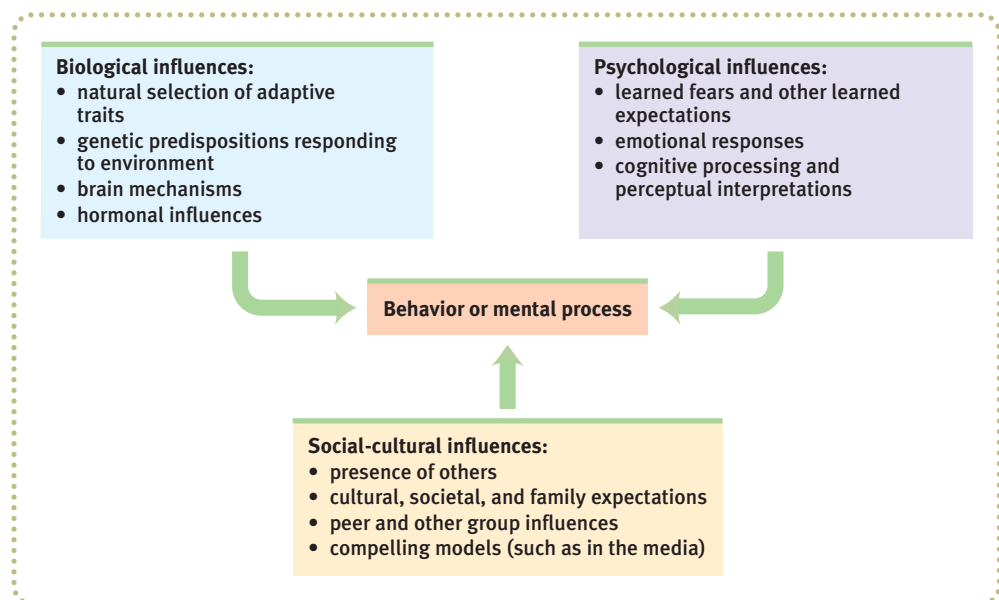 Biological influences:
• natural selection of adaptive
traits
• genetic predispositions responding
to environment
• brain mechanisms
• hormonal influences
Psychological influences:
• learned fears and other learned
expectations
• emotional responses
• cognitive processing and
perceptual interpretations
Behavior or mental process
Social-cultural influences:
• presence of others
• cultural, societal, and family expectations
• peer and other group influences
• compelling models (such as in the media)